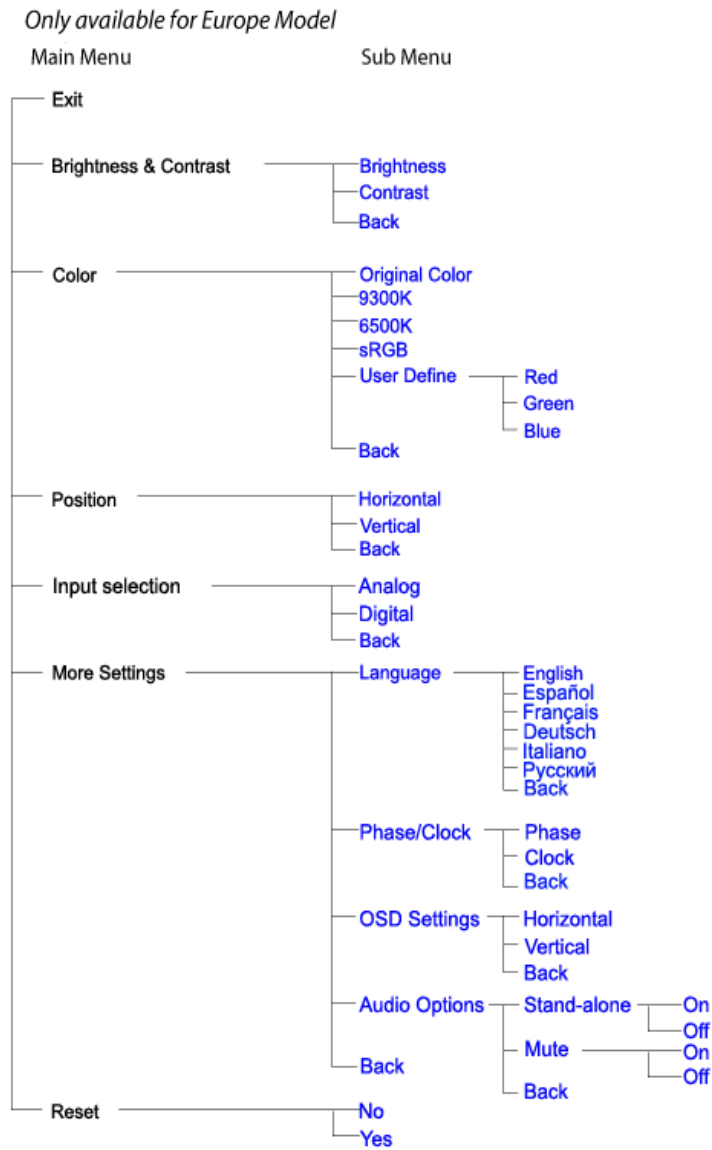 Only available for Europe Model
Main Menu Sub Menu
Exit
Brightness & Contrast Brightness
Contrast
Back
Color Original Color
9300K
6500K
sRGB
User Define Red
Green
Blue
Back
Position Horizontal
Vertical
Back
Input selection Analog
Digital
Back
More Settings Language English
Español
Français
Deutsch
Italiano
Русский
Back
Phase/Clock Phase
Clock
Back
OSD Settings Horizontal
Vertical
Back
Audio Options Stand-alone On
Off
Mute On
Off
Back
Back
Reset No
Yes